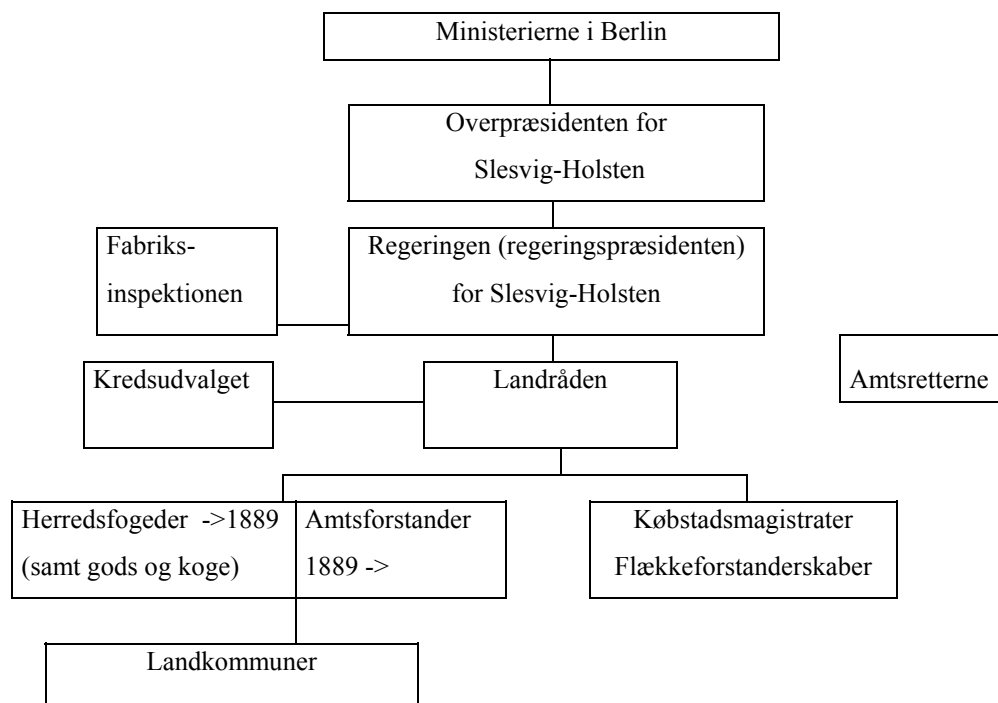 Ministerierne i Berlin
Overpræsidenten for
Slesvig-Holsten
Fabriks-
inspektionen
Regeringen (regeringspræsidenten)
for Slesvig-Holsten
Kredsudvalget
Landråden
Amtsretterne
Herredsfogeder ->1889
(samt gods og koge)
Amtsforstander
1889 ->
Købstadsmagistrater
Flækkeforstanderskaber
Landkommuner